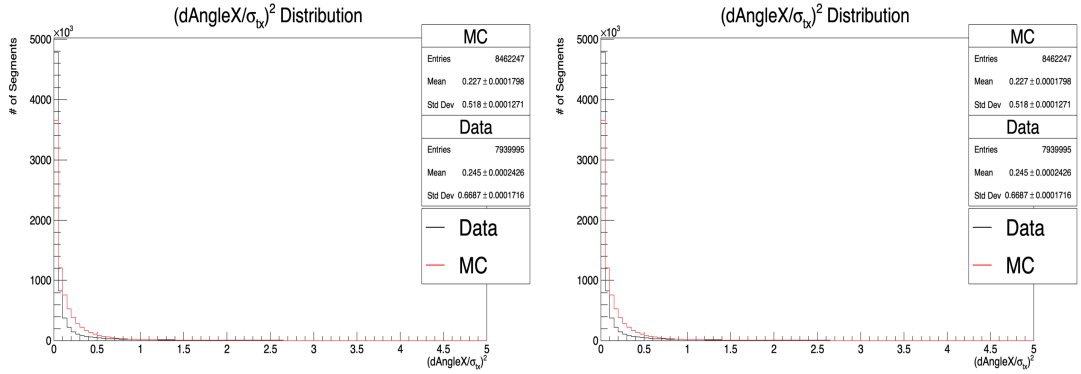 (dAngleX/σtx)² Distribution
×10³
# of Segments
5000
4000
3000
2000
1000
0
0 0.5 1 1.5 2 2.5 3 3.5 4 4.5 5
(dAngleX/σtx)²
MC
Entries 8462247
Mean 0.227 ± 0.0001798
Std Dev 0.518 ± 0.0001271
Data
Entries 7939995
Mean 0.245 ± 0.0002426
Std Dev 0.6687 ± 0.0001716
Data
MC
(dAngleX/σtx)² Distribution
×10³
# of Segments
5000
4000
3000
2000
1000
0
0 0.5 1 1.5 2 2.5 3 3.5 4 4.5 5
(dAngleX/σtx)²
MC
Entries 8462247
Mean 0.227 ± 0.0001798
Std Dev 0.518 ± 0.0001271
Data
Entries 7939995
Mean 0.245 ± 0.0002426
Std Dev 0.6687 ± 0.0001716
Data
MC